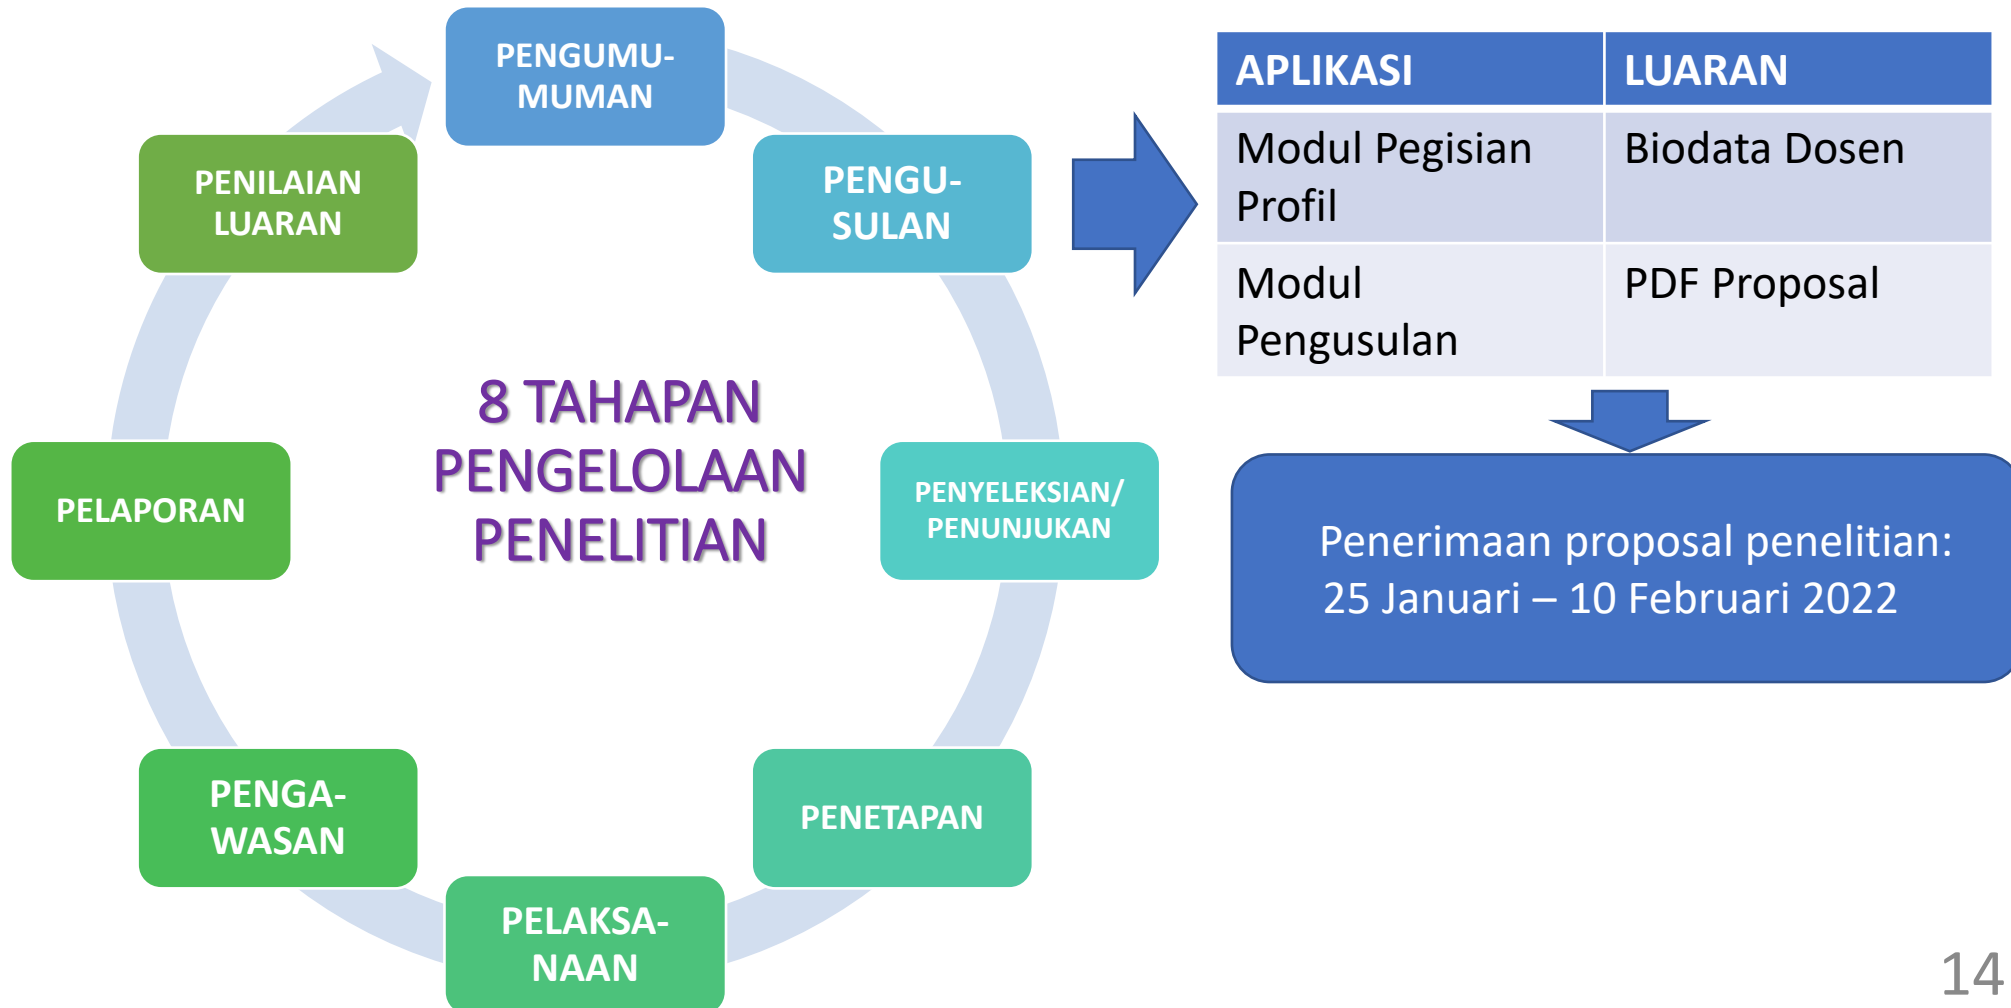 PENGUMU-
MUMAN
PENGU-
SULAN
PENYELEKSIAN/
PENUNJUKAN
PENETAPAN
PELAKSA-
NAAN
PENGA-
WASAN
PELAPORAN
PENILAIAN
LUARAN
8 TAHAPAN
PENGELOLAAN
PENELITIAN
APLIKASI LUARAN
Modul Pegisian Biodata Dosen
Profil
Modul PDF Proposal
Pengusulan
Penerimaan proposal penelitian:
25 Januari – 10 Februari 2022
14